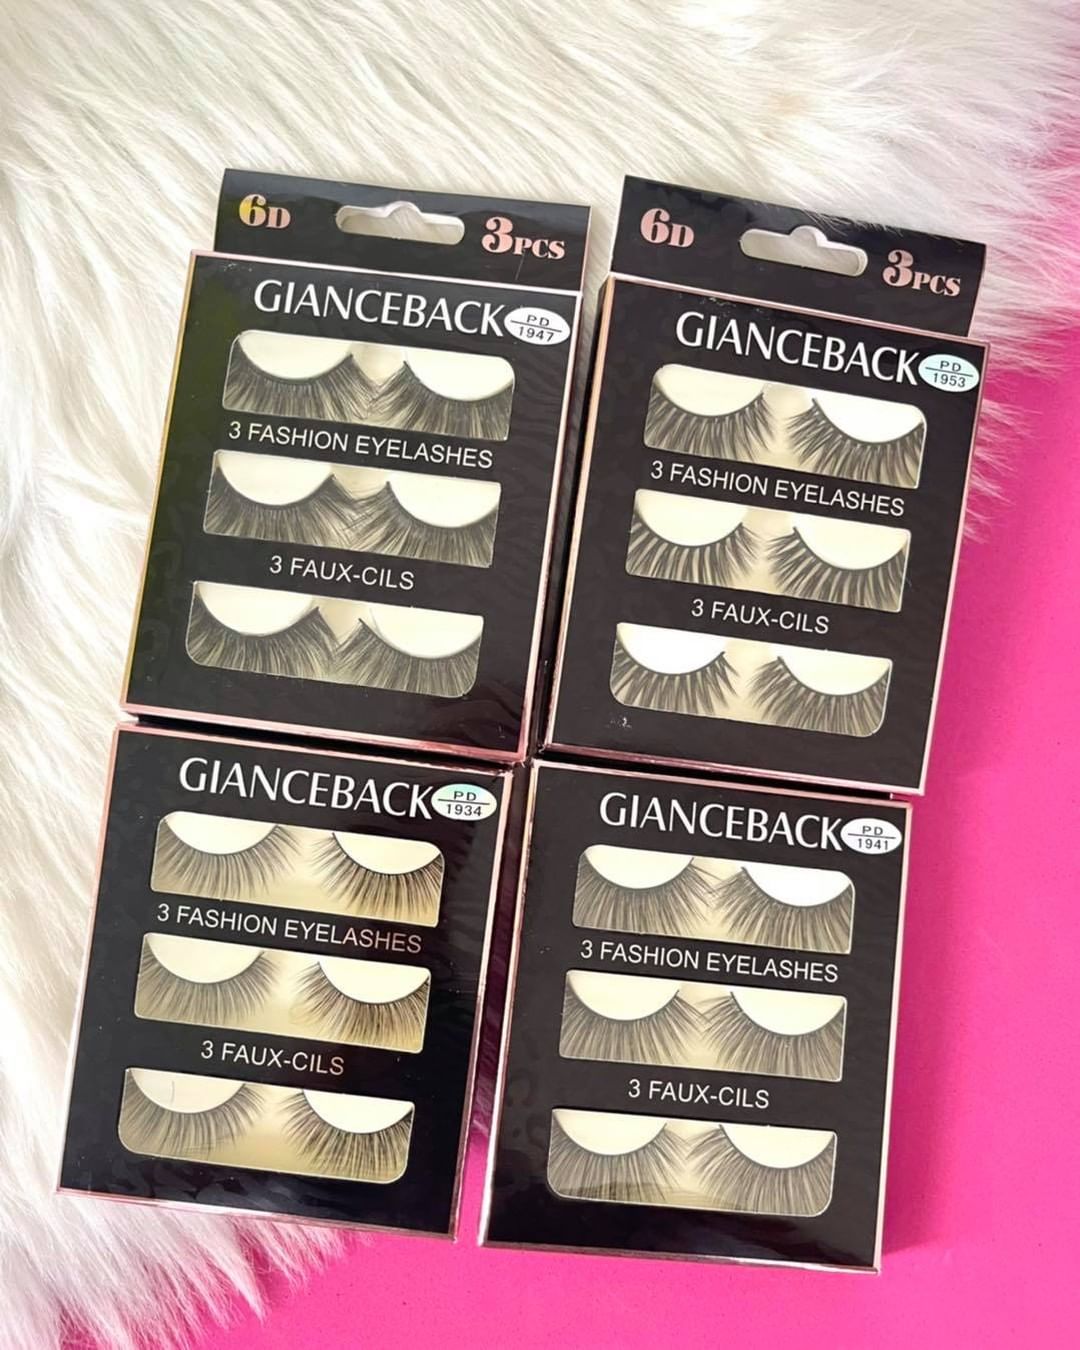 6D
3PCS
GIANCEBACK
PD
1947
3 FASHION EYELASHES
3 FAUX-CILS
6D
3PCS
GIANCEBACK
PD
1953
3 FASHION EYELASHES
3 FAUX-CILS
GIANCEBACK
PD
1934
3 FASHION EYELASHES
3 FAUX-CILS
GIANCEBACK
PD
1941
3 FASHION EYELASHES
3 FAUX-CILS